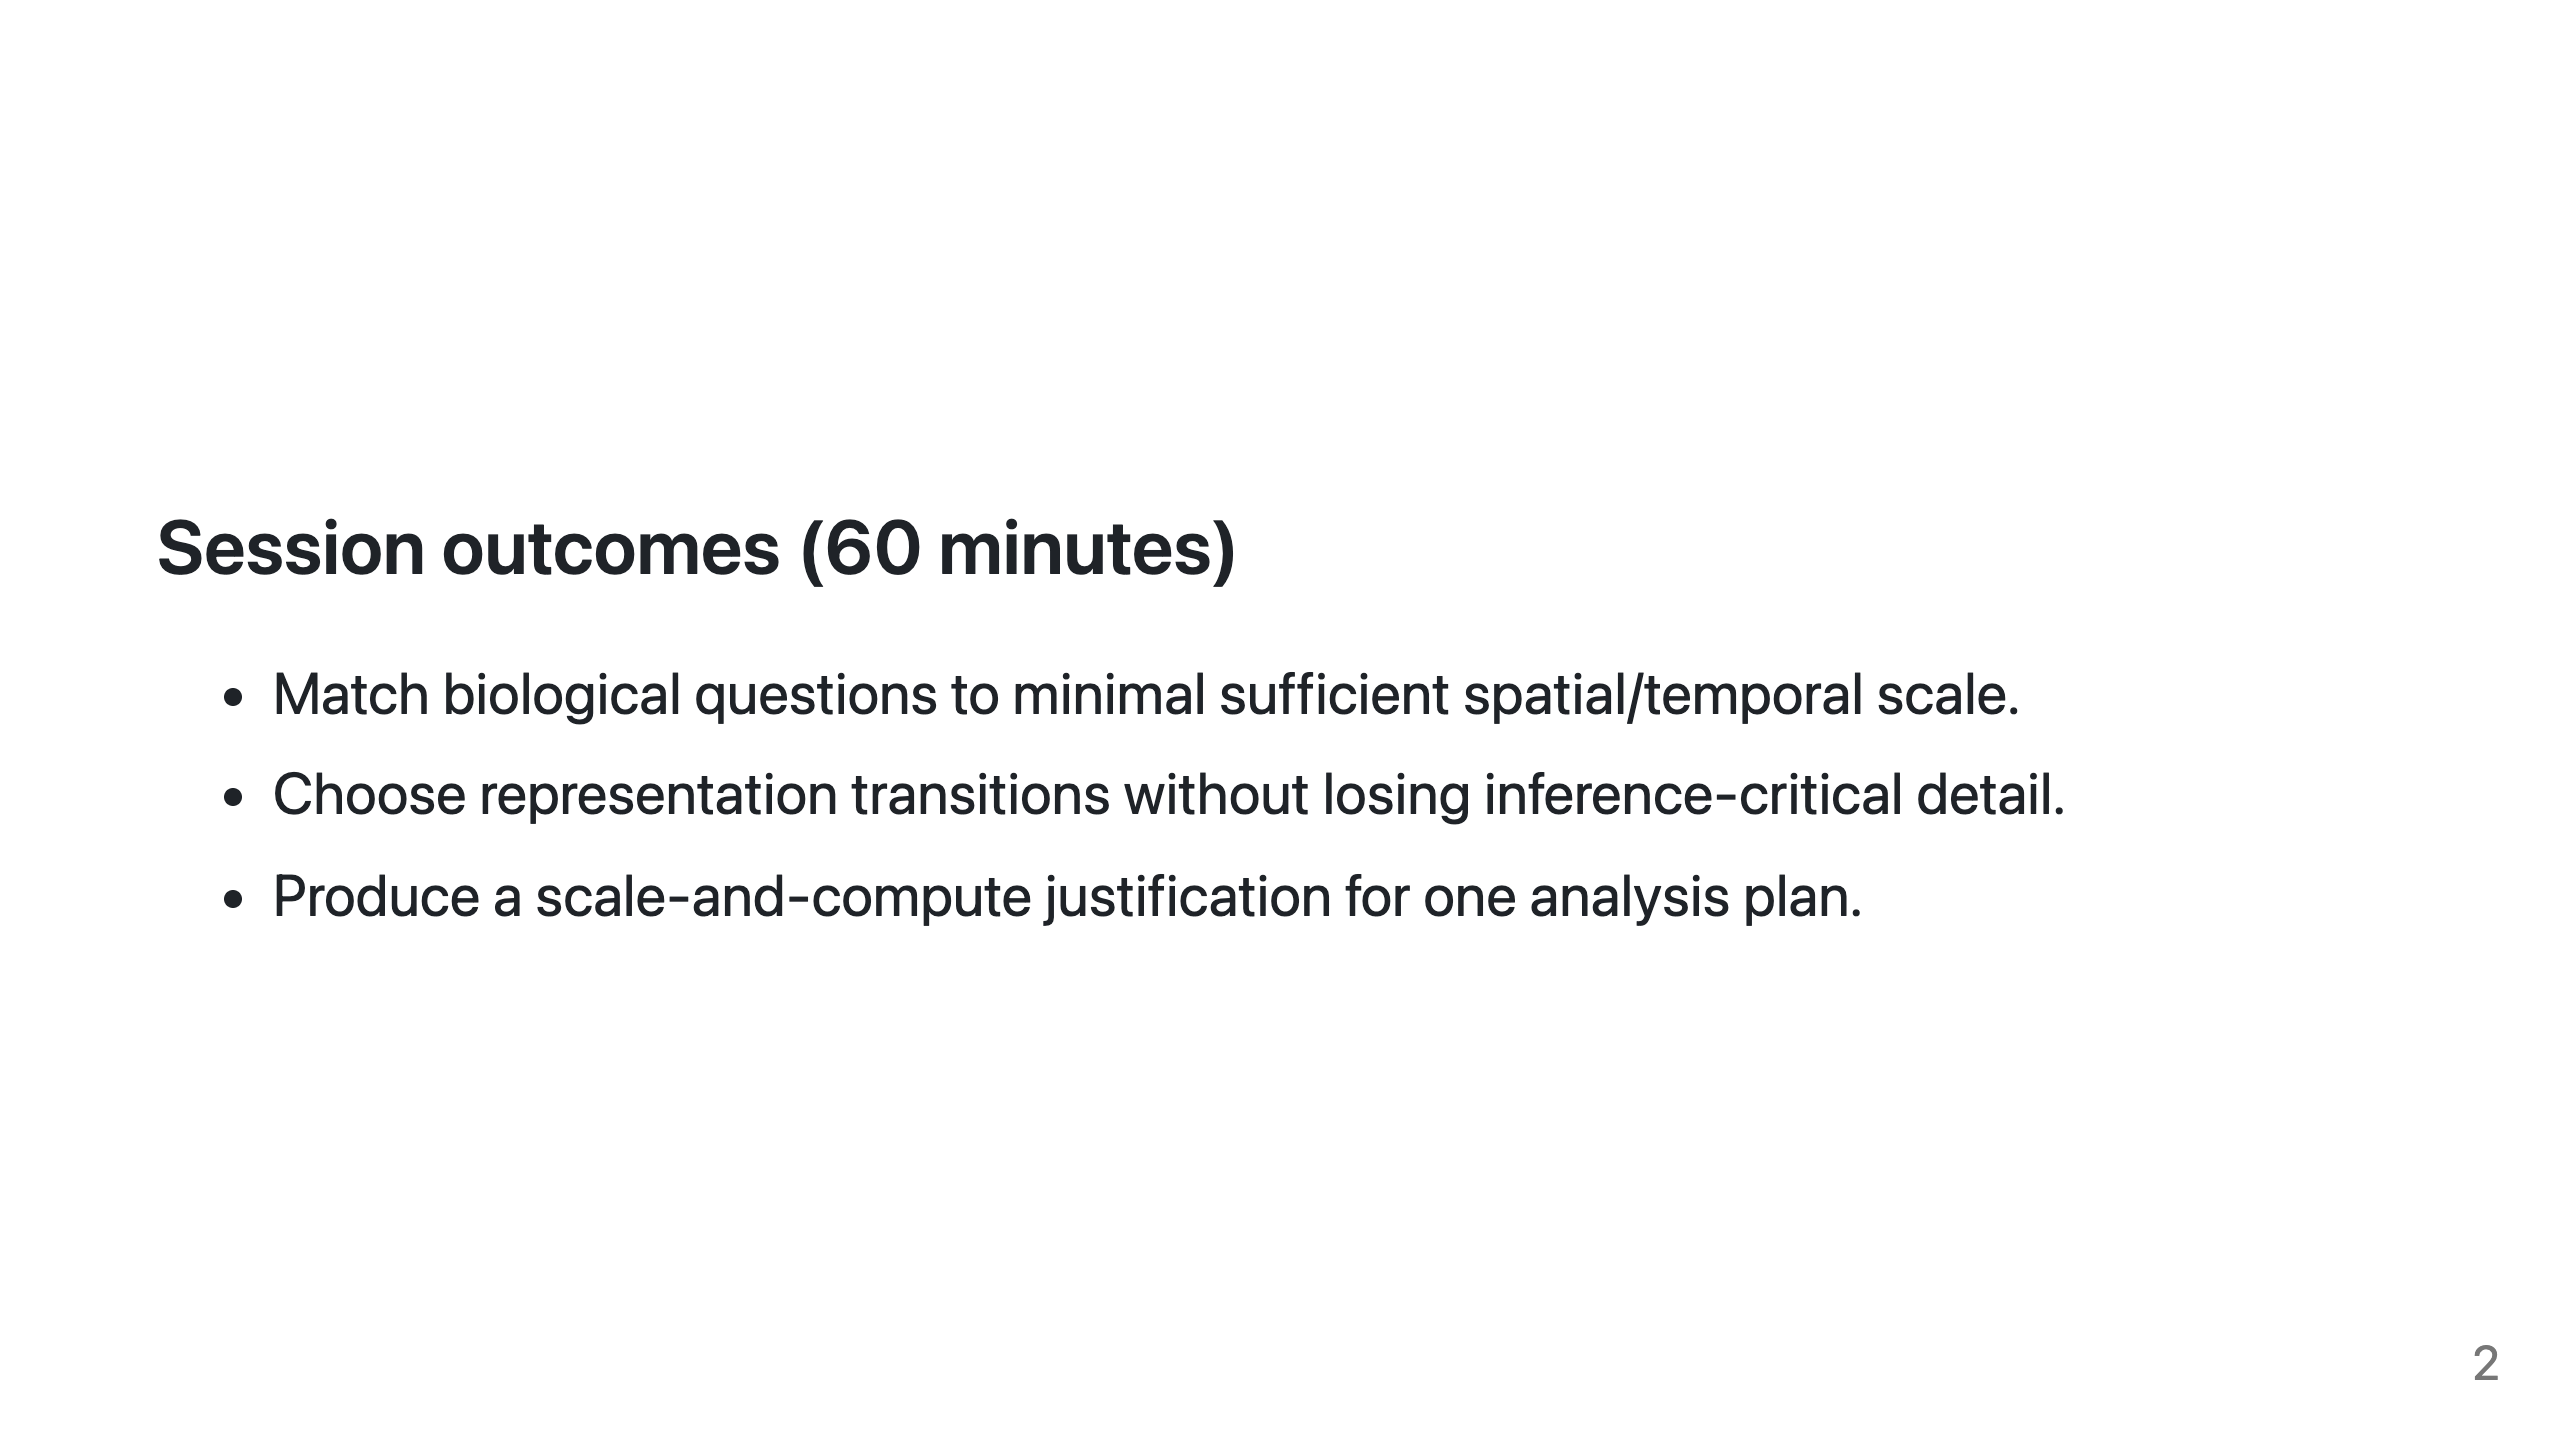 Session outcomes (60 minutes)
• Match biological questions to minimal sufficient spatial/temporal scale.
• Choose representation transitions without losing inference-critical detail.
• Produce a scale-and-compute justification for one analysis plan.
2